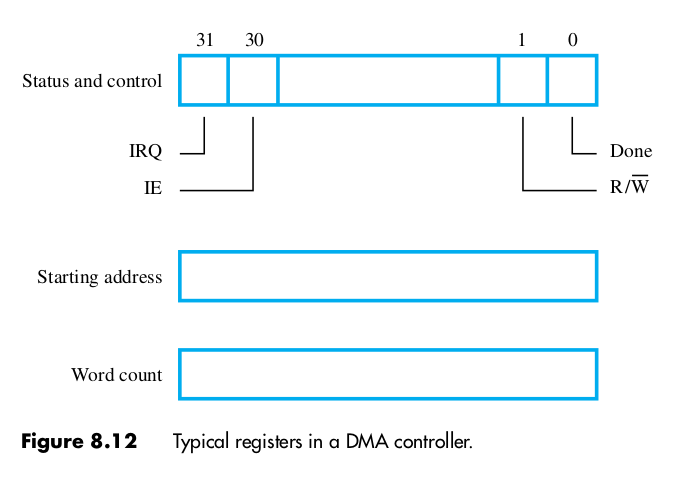 31 30 1 0
Status and control
IRQ Done
IE R/W̅
Starting address
Word count
Figure 8.12 Typical registers in a DMA controller.